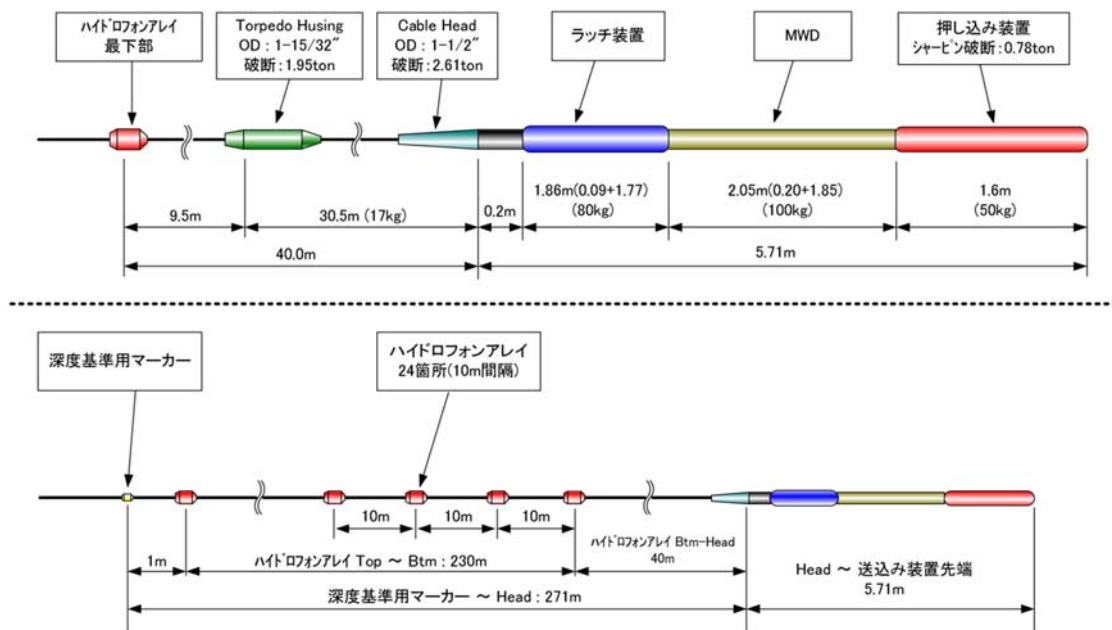 ハイドロフォンアレイ
最下部
Torpedo Husing
OD : 1-15/32"
破断:1.95ton
Cable Head
OD : 1-1/2"
破断:2.61ton
ラッチ装置
MWD
押し込み装置
シャーピン破断:0.78ton
9.5m
30.5m (17kg)
0.2m
1.86m(0.09+1.77)
(80kg)
2.05m(0.20+1.85)
(100kg)
1.6m
(50kg)
40.0m
5.71m
深度基準用マーカー
ハイドロフォンアレイ
24箇所(10m間隔)
10m
10m
10m
1m
ハイドロフォンアレイ Top ~ Btm : 230m
ハイドロフォンアレイ Btm-Head
40m
Head ~ 送込み装置先端
5.71m
深度基準用マーカー ~ Head : 271m